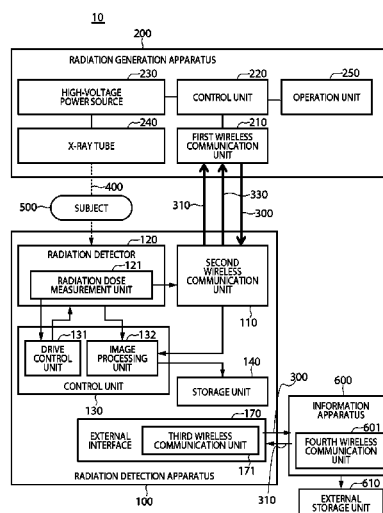 10
200
RADIATION GENERATION APPARATUS
230
220
250
HIGH-VOLTAGE
POWER SOURCE
CONTROL UNIT
OPERATION UNIT
240
210
X-RAY TUBE
FIRST WIRELESS
COMMUNICATION
UNIT
400
310
330
300
500
SUBJECT
120
RADIATION
DETECTOR
121
RADIATION DOSE
MEASUREMENT UNIT
SECOND
WIRELESS
COMMUNICATION
UNIT
110
131
132
DRIVE
CONTROL
UNIT
IMAGE
PROCESSING
UNIT
CONTROL UNIT
130
140
STORAGE UNIT
300
600
170
INFORMATION
APPARATUS
601
EXTERNAL
INTERFACE
THIRD WIRELESS
COMMUNICATION UNIT
171
FOURTH WIRELESS
COMMUNICATION
UNIT
RADIATION DETECTION APPARATUS
100
310
610
EXTERNAL
STORAGE UNIT